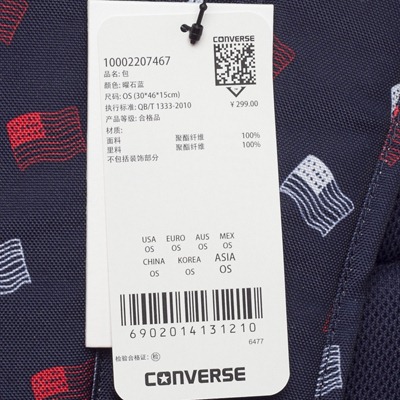 CONVERSE
¥ 299.00
10002207467
品名: 包
颜色: 曜石蓝
尺码: OS (30*46*15cm)
执行标准: QB/T 1333-2010
产品等级: 合格品
材质:
面料 聚酯纤维 100%
里料 聚酯纤维 100%
不包括装饰部分
USA EURO AUS MEX
OS OS OS OS
CHINA KOREA ASIA
OS OS OS
6902014131210
6477
检验合格证: 检
CONVERSE